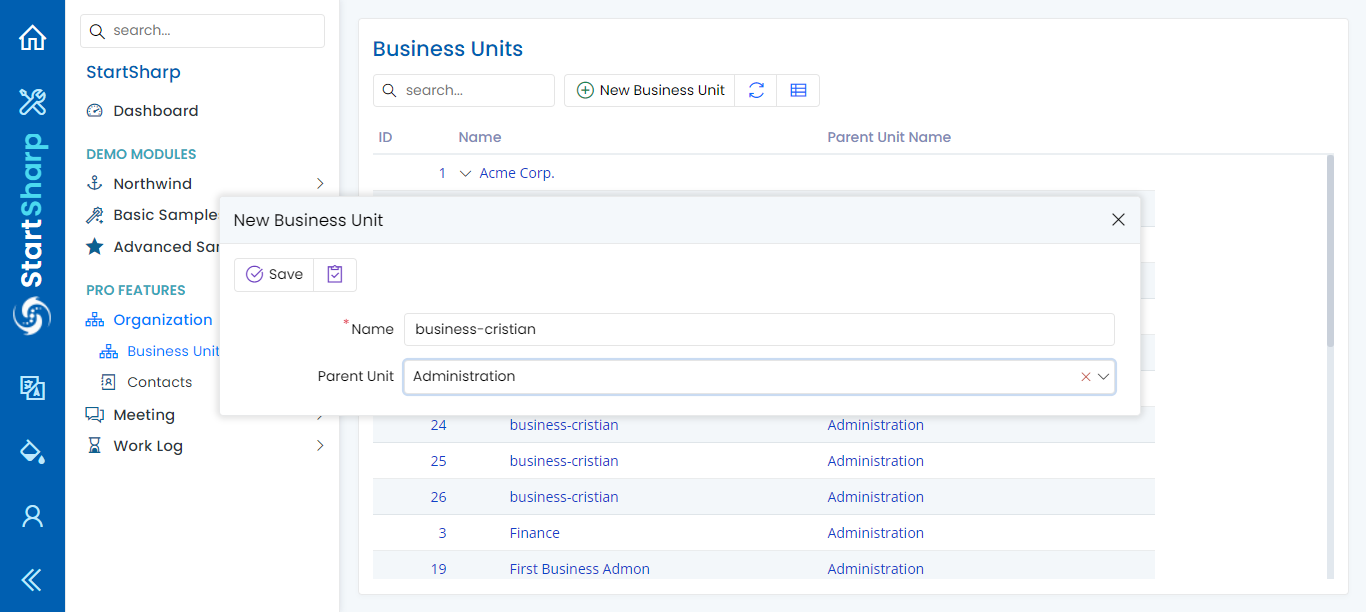 StartSharp
search...
StartSharp
Dashboard
DEMO MODULES
Northwind
Basic Sample
Advanced Sa
PRO FEATURES
Organization
Business Unit
Contacts
Meeting
Work Log
Business Units
search...
New Business Unit
ID Name Parent Unit Name
1 Acme Corp.
New Business Unit
Save
*Name business-cristian
Parent Unit Administration
24 business-cristian Administration
25 business-cristian Administration
26 business-cristian Administration
3 Finance Administration
19 First Business Admon Administration